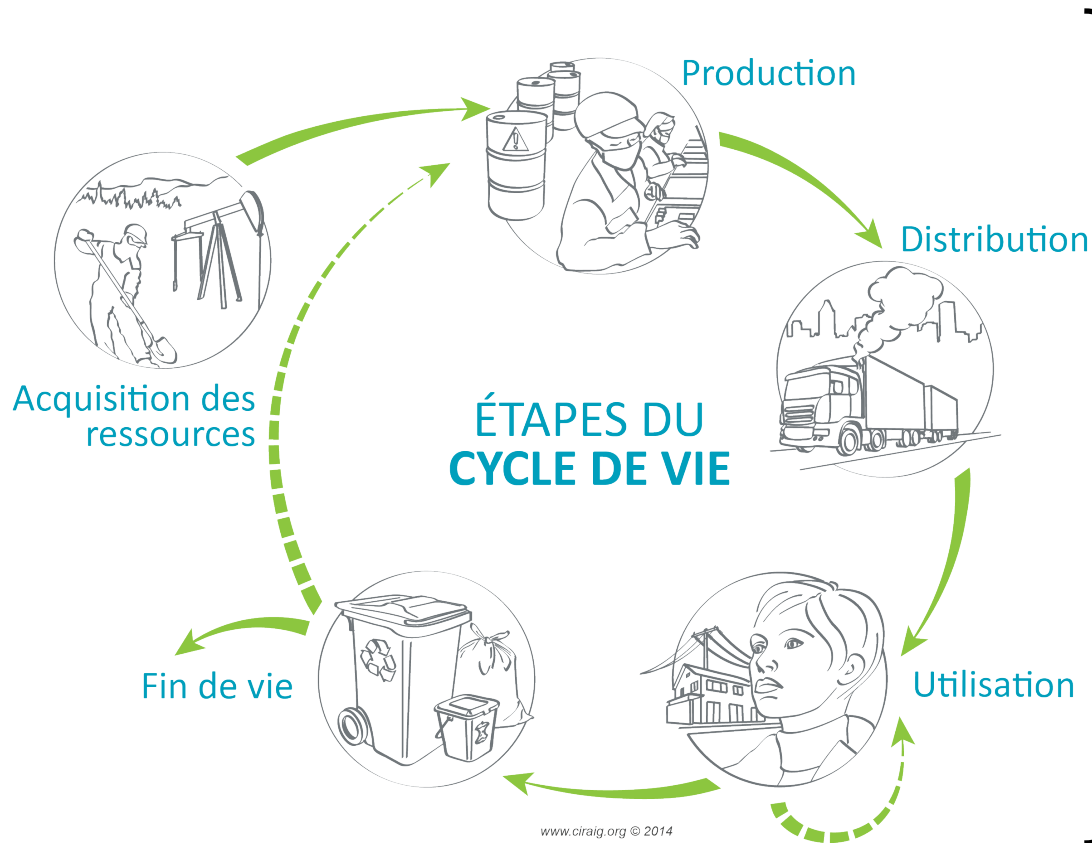 Production
Distribution
Acquisition des
ressources
ÉTAPES DU
CYCLE DE VIE
Fin de vie
Utilisation
www.ciraig.org © 2014